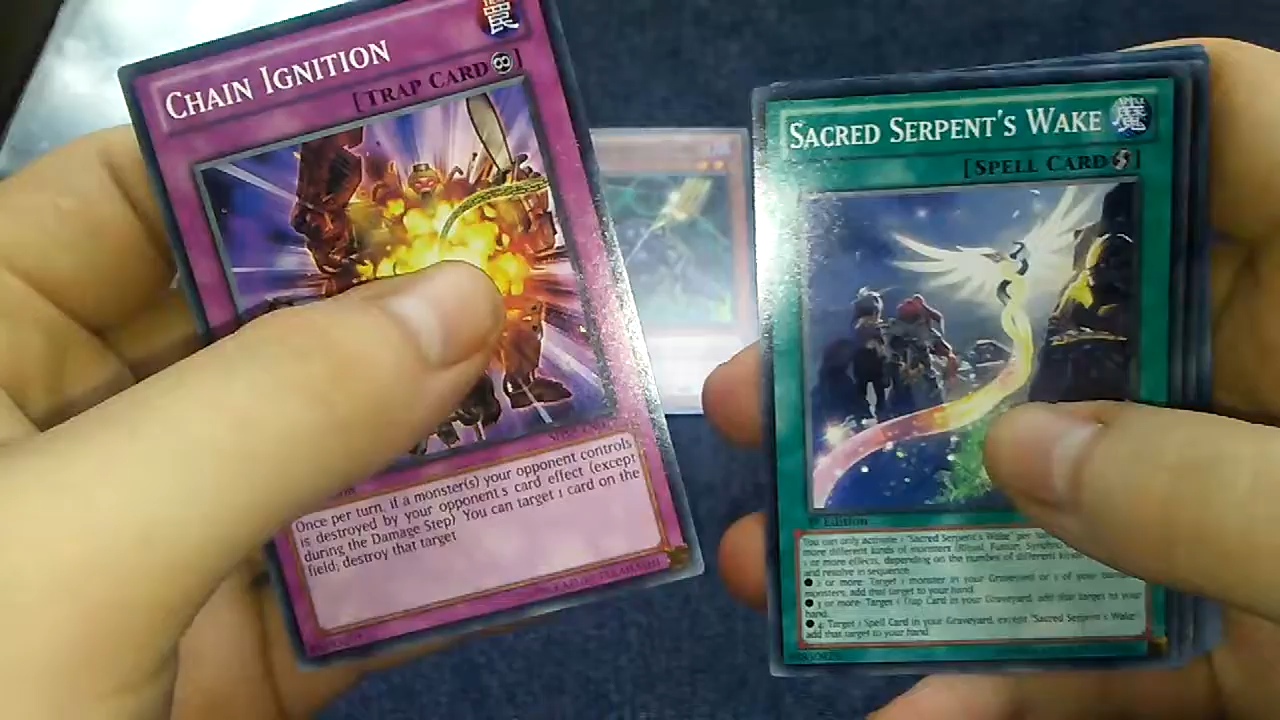 CHAIN IGNITION
[TRAP CARD ]
Once per turn, if a monster(s) your opponent controls
is destroyed by your opponent's card effect (except
during the Damage Step) You can target 1 card on the
field; destroy that target
SACRED SERPENT'S WAKE
魔
[SPELL CARD ]
Edition
You can only activate 1 "Sacred Serpent's Wake" per
more different kinds of monsters (Ritual, Fusion, Synchro
1 or more effects, depending on the number of different
and resolve in sequence
● 2 or more: Target 1 monster in your Graveyard or 1 of your
monsters, add that target to your hand.
● 3 or more: Target 1 Trap Card in your Graveyard, add that target to your
hand.
● 4: Target 1 Spell Card in your Graveyard, except "Sacred Serpent's Wake"
add that target to your hand